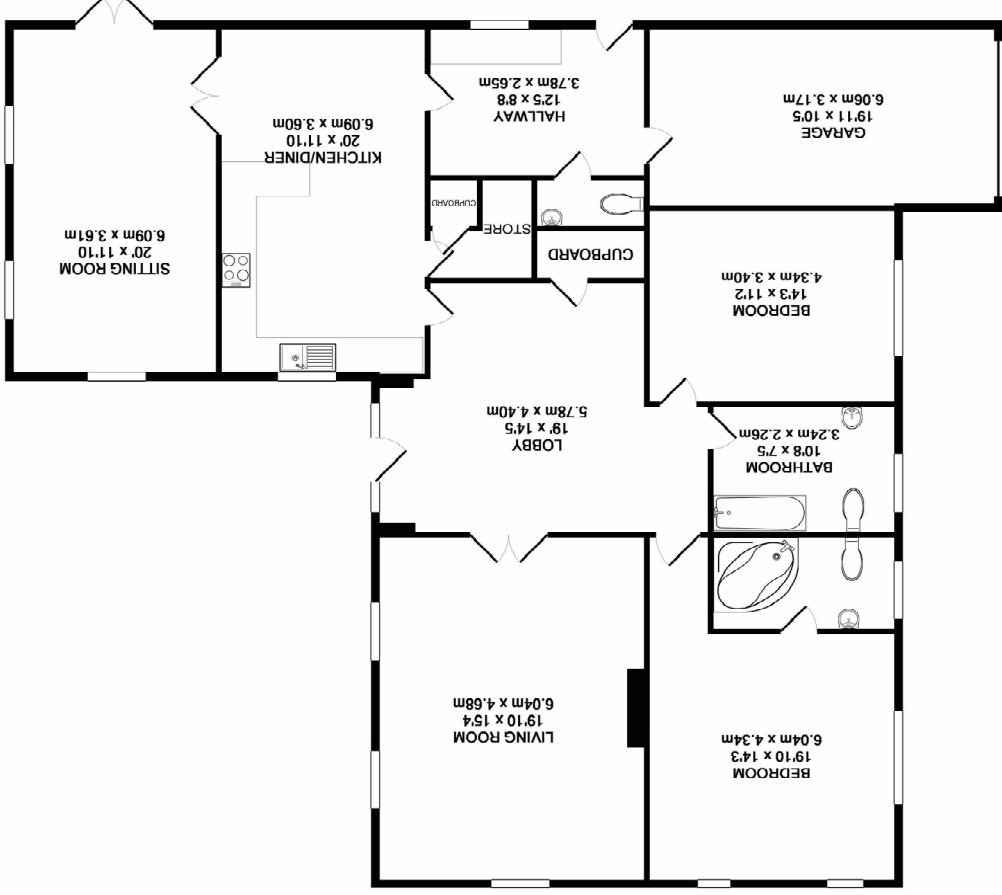 BEDROOM
19'10 x 14'3
6.04m x 4.34m
LIVING ROOM
19'10 x 15'4
6.04m x 4.68m
BATHROOM
10'8 x 7'5
3.24m x 2.26m
LOBBY
19' x 14'5
5.78m x 4.40m
BEDROOM
14'3 x 11'2
4.34m x 3.40m
CUPBOARD
STORE
CUPBOARD
SITTING ROOM
20' x 11'10
6.09m x 3.61m
KITCHEN/DINER
20' x 11'10
6.09m x 3.60m
GARAGE
19'11 x 10'5
6.06m x 3.17m
HALLWAY
12'5 x 8'8
3.78m x 2.65m